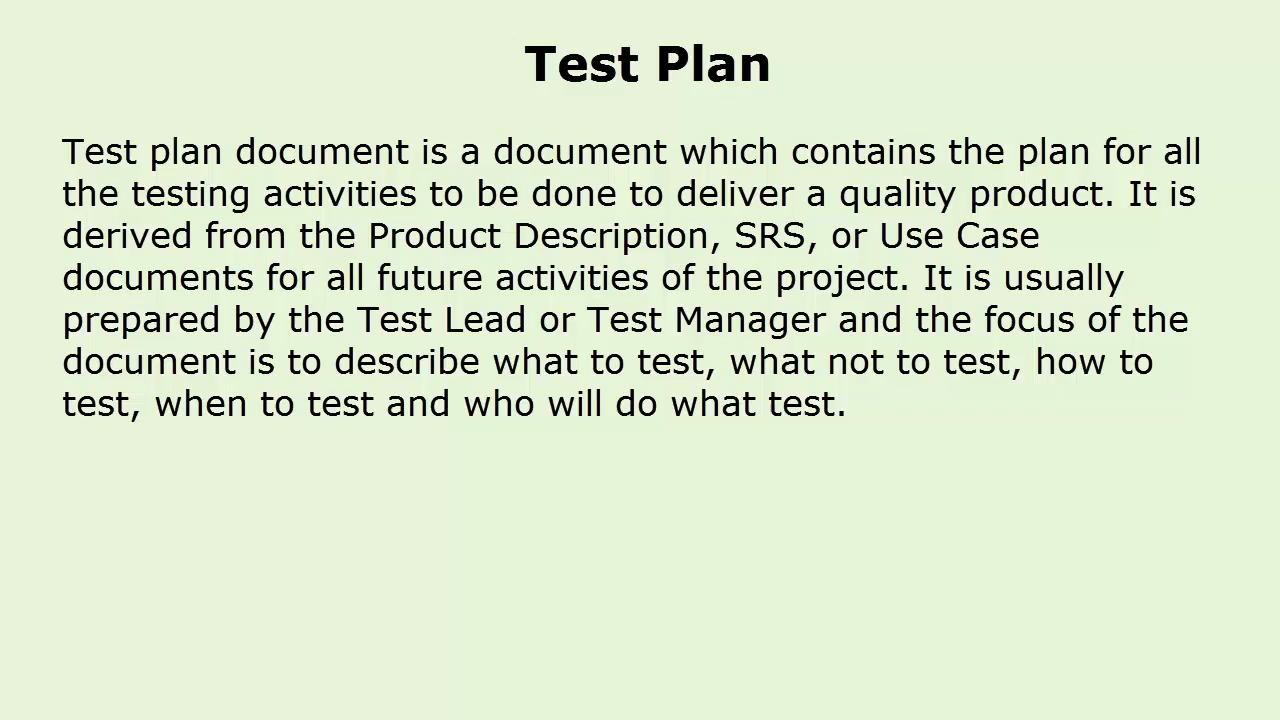 Test Plan
Test plan document is a document which contains the plan for all
the testing activities to be done to deliver a quality product. It is
derived from the Product Description, SRS, or Use Case
documents for all future activities of the project. It is usually
prepared by the Test Lead or Test Manager and the focus of the
document is to describe what to test, what not to test, how to
test, when to test and who will do what test.